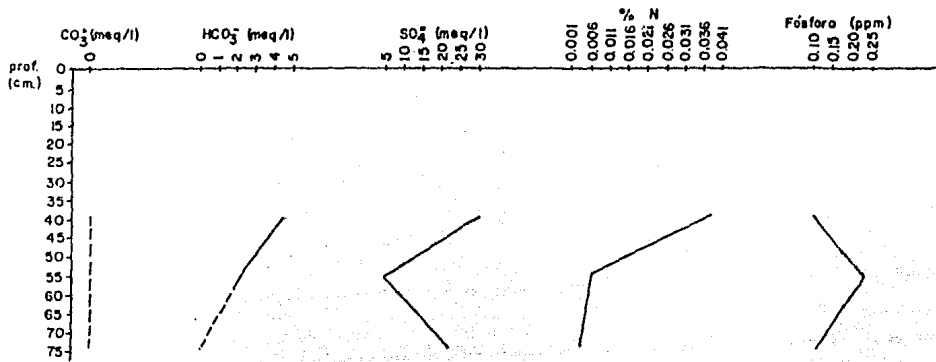 CO₃⁼ (meq/l) HCO₃⁻ (meq/l) SO₄⁼ (meq/l) % N Fósforo (ppm)
0
0 1 2 3 4 5
5 10 15 20 25 30
0.001 0.006 0.011 0.016 0.021 0.026 0.031 0.036 0.041
0.10 0.15 0.20 0.25
prof.
(cm.)
0
5
10
15
20
25
30
35
40
45
50
55
60
65
70
75